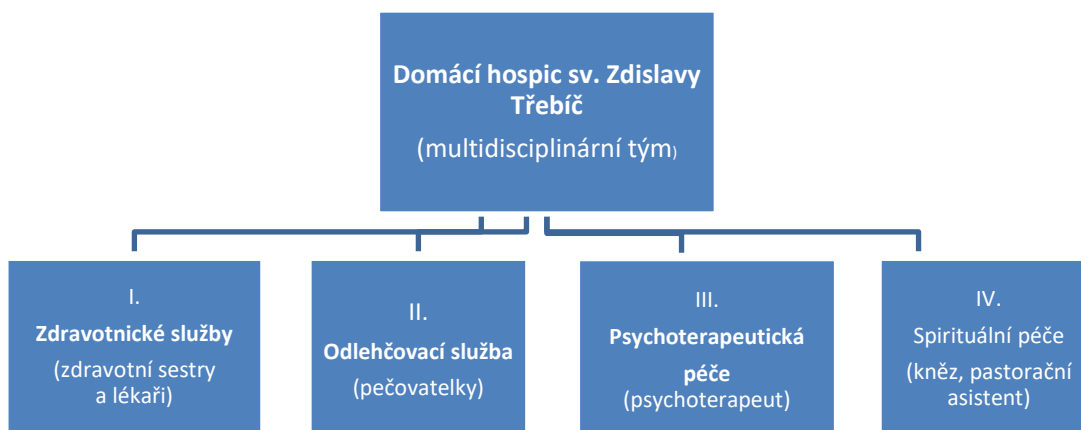 Domácí hospic sv. Zdislavy
Třebíč
(multidisciplinární tým)
I.
Zdravotnické služby
(zdravotní sestry
a lékaři)
II.
Odlehčovací služba
(pečovatelky)
III.
Psychoterapeutická
péče
(psychoterapeut)
IV.
Spirituální péče
(kněz, pastorační
asistent)